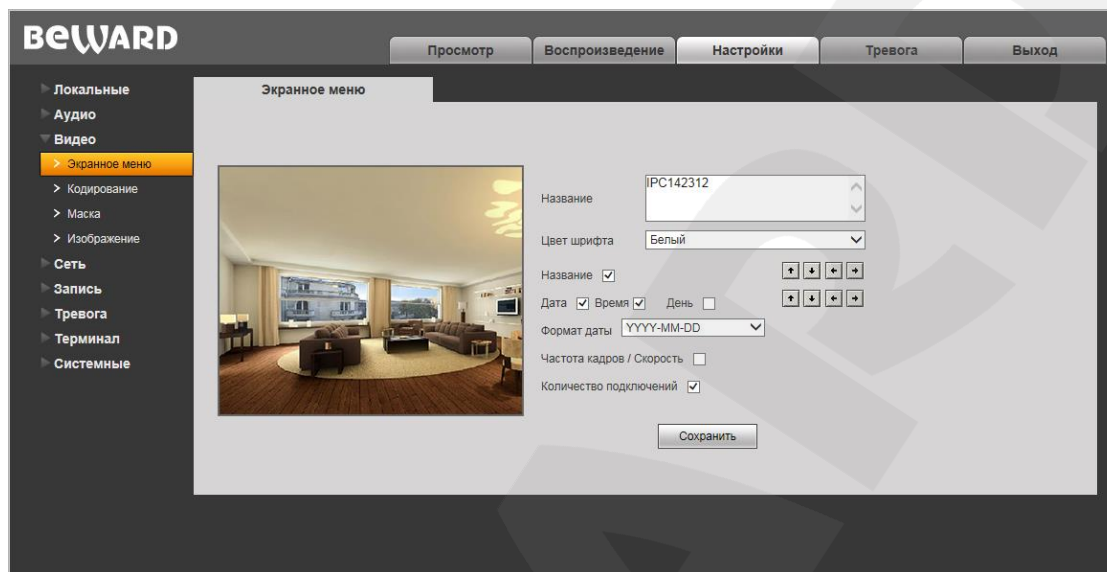 BEWARD
Просмотр Воспроизведение Настройки Тревога Выход
Локальные
Аудио
Видео
> Экранное меню
> Кодирование
> Маска
> Изображение
Сеть
Запись
Тревога
Терминал
Системные
Экранное меню
Название IPC142312
Цвет шрифта Белый
Название
Дата Время День
Формат даты YYYY-MM-DD
Частота кадров / Скорость
Количество подключений
Сохранить